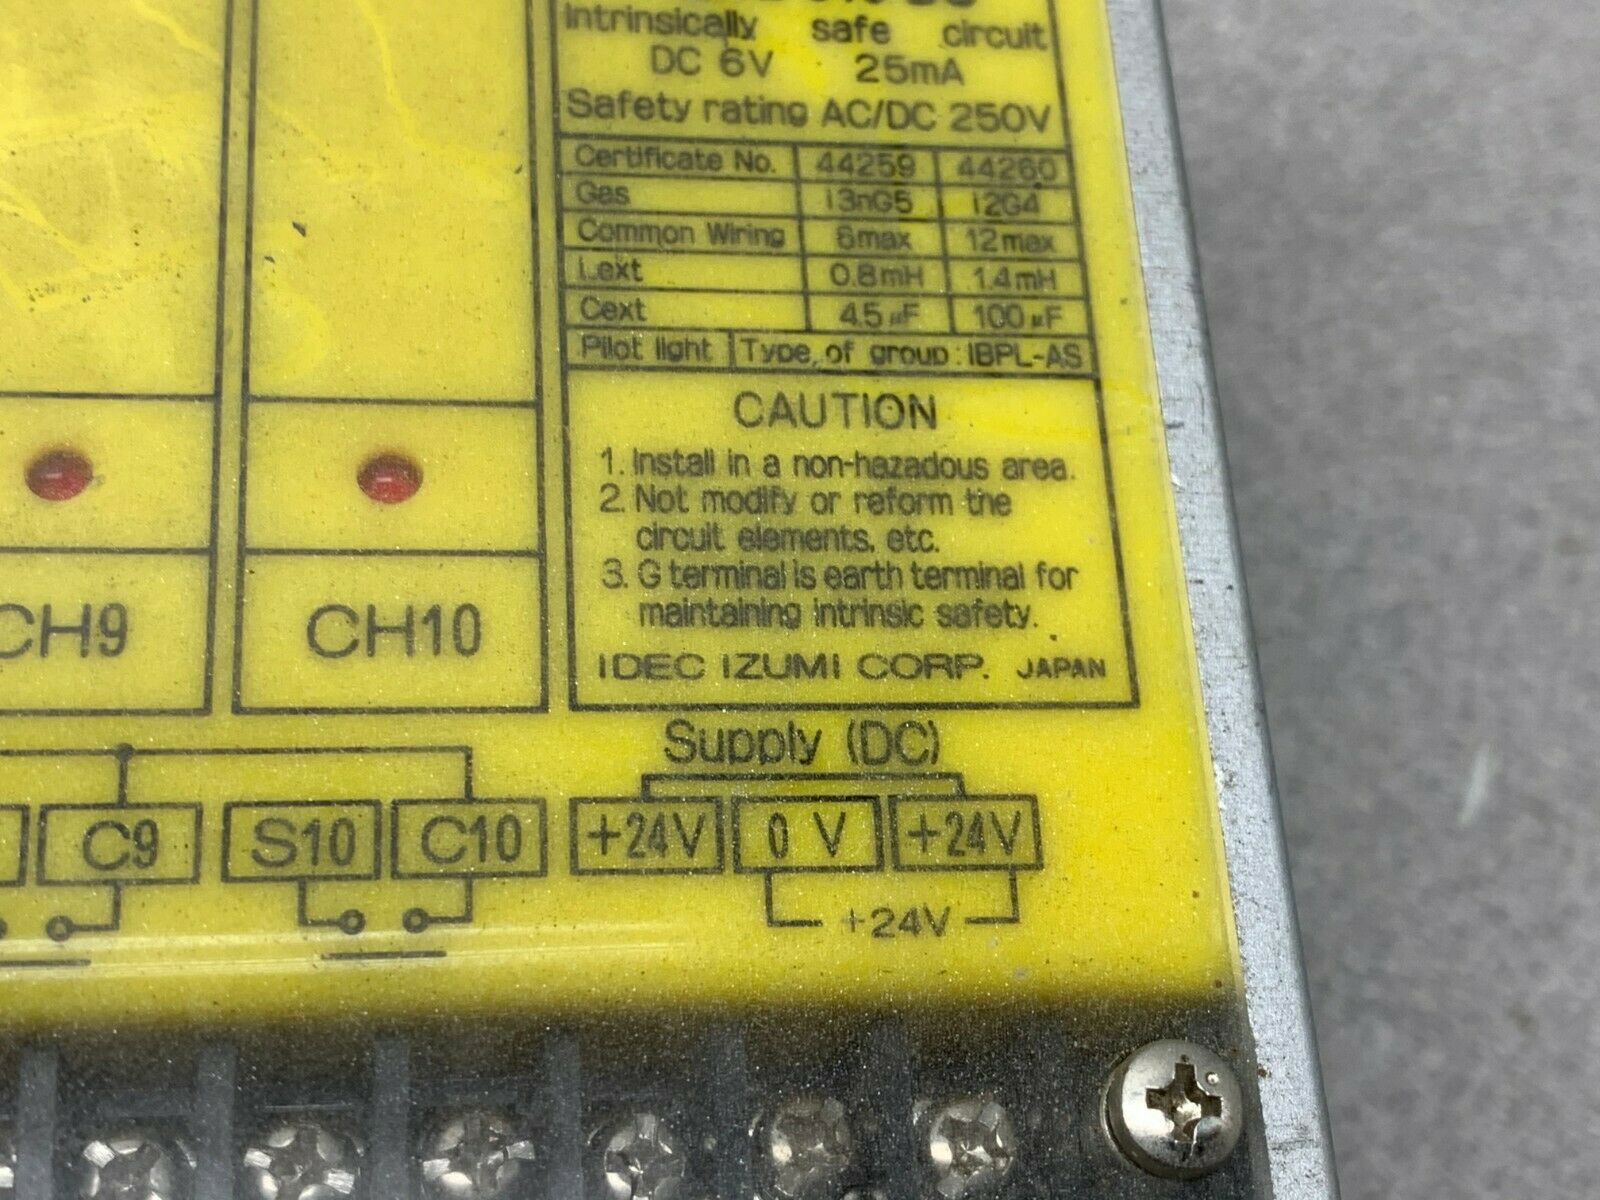 Intrinsically safe circuit
DC 6V 25mA
Safety rating AC/DC 250V
Certificate No. 44259 44260
Gas i3nG5 i2G4
Common Wiring 6max 12max
Lext 0.8mH 1.4mH
Cext 4.5μF 100μF
Pilot light Type, of group: IBPL-AS
CAUTION
1. Install in a non-hazadous area.
2. Not modify or reform the
circuit elements, etc.
3. G terminal is earth terminal for
maintaining intrinsic safety.
IDEC IZUMI CORP. JAPAN
CH9 CH10
Supply (DC)
C9 S10 C10 +24V 0 V +24V
+24V